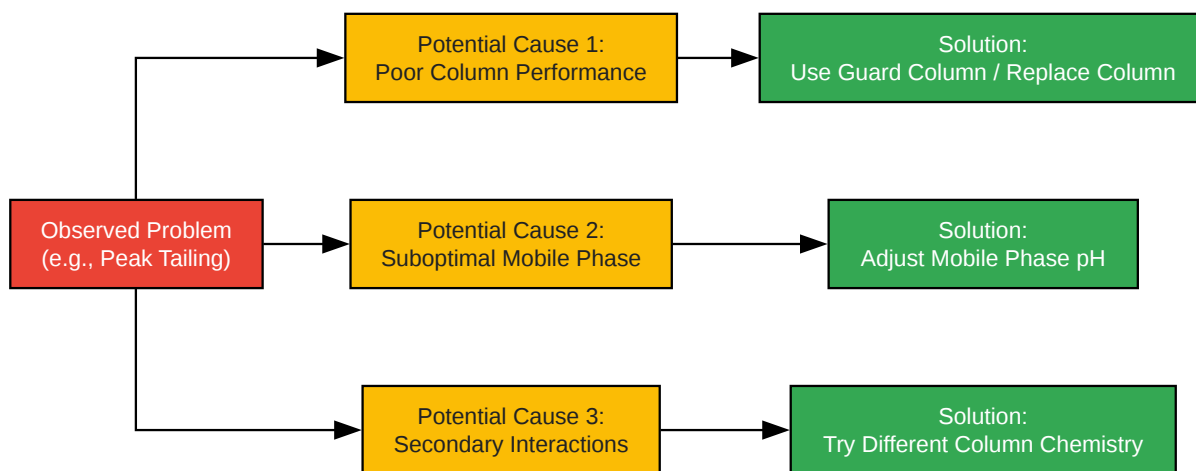 Potential Cause 1:
Poor Column Performance
Solution:
Use Guard Column / Replace Column
Observed Problem
(e.g., Peak Tailing)
Potential Cause 2:
Suboptimal Mobile Phase
Solution:
Adjust Mobile Phase pH
Potential Cause 3:
Secondary Interactions
Solution:
Try Different Column Chemistry